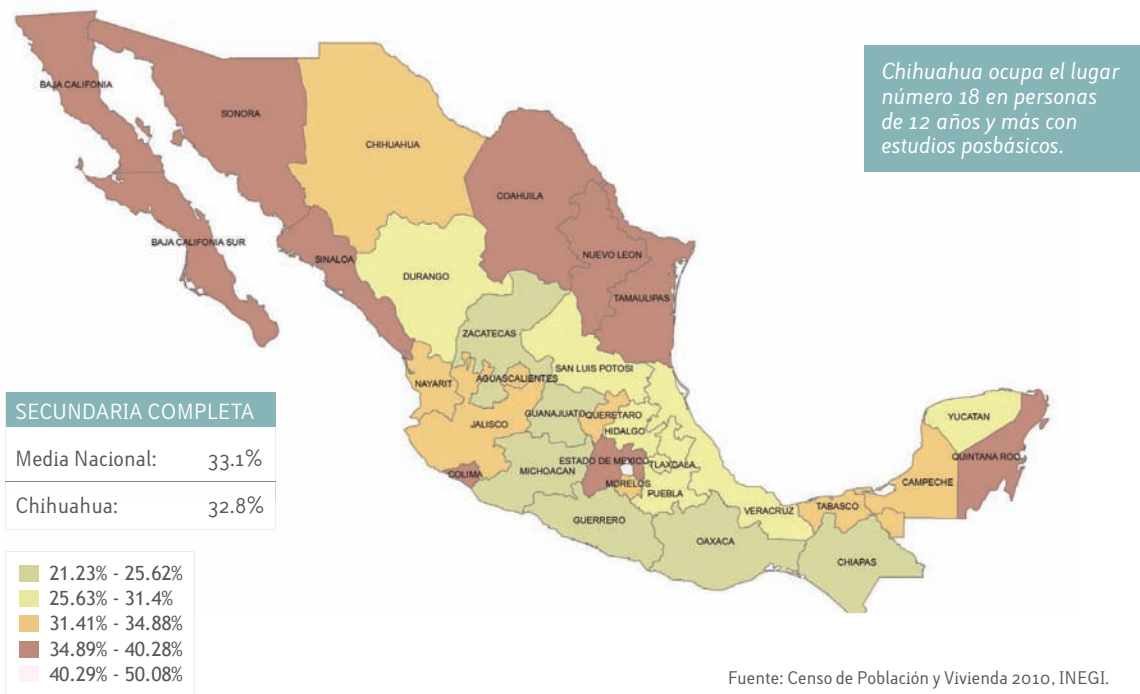 Chihuahua ocupa el lugar
número 18 en personas
de 12 años y más con
estudios posbásicos.
BAJA CALIFONIA
SONORA
CHIHUAHUA
COAHUILA
BAJA CALIFONIA SUR
SINALOA
NUEVO LEON
DURANGO
TAMAULIPAS
ZACATECAS
SAN LUIS POTOSI
NAYARIT
AGUASCALIENTES
GUANAJUATO
QUERETARO
JALISCO
HIDALGO
YUCATAN
QUINTANA ROO
COLIMA
MICHOACAN
ESTADO DE MEXICO
TLAXCALA
MORELOS
PUEBLA
CAMPECHE
VERACRUZ
TABASCO
GUERRERO
OAXACA
CHIAPAS
SECUNDARIA COMPLETA
Media Nacional: 33.1%
Chihuahua: 32.8%
21.23% - 25.62%
25.63% - 31.4%
31.41% - 34.88%
34.89% - 40.28%
40.29% - 50.08%
Fuente: Censo de Población y Vivienda 2010, INEGI.